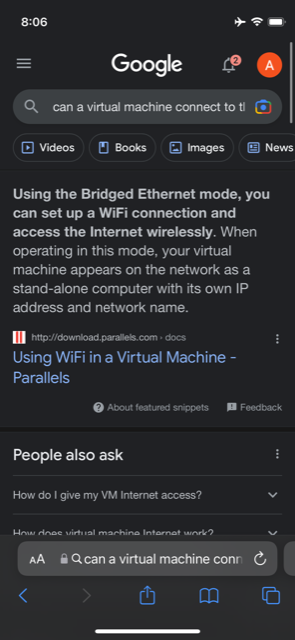 8:06
Google
2
A
can a virtual machine connect to tl
Videos
Books
Images
News
Using the Bridged Ethernet mode, you
can set up a WiFi connection and
access the Internet wirelessly. When
operating in this mode, your virtual
machine appears on the network as a
stand-alone computer with its own IP
address and network name.
http://download.parallels.com › docs
Using WiFi in a Virtual Machine -
Parallels
About featured snippets
Feedback
People also ask
How do I give my VM Internet access?
How does virtual machine Internet work?
AA
can a virtual machine conn